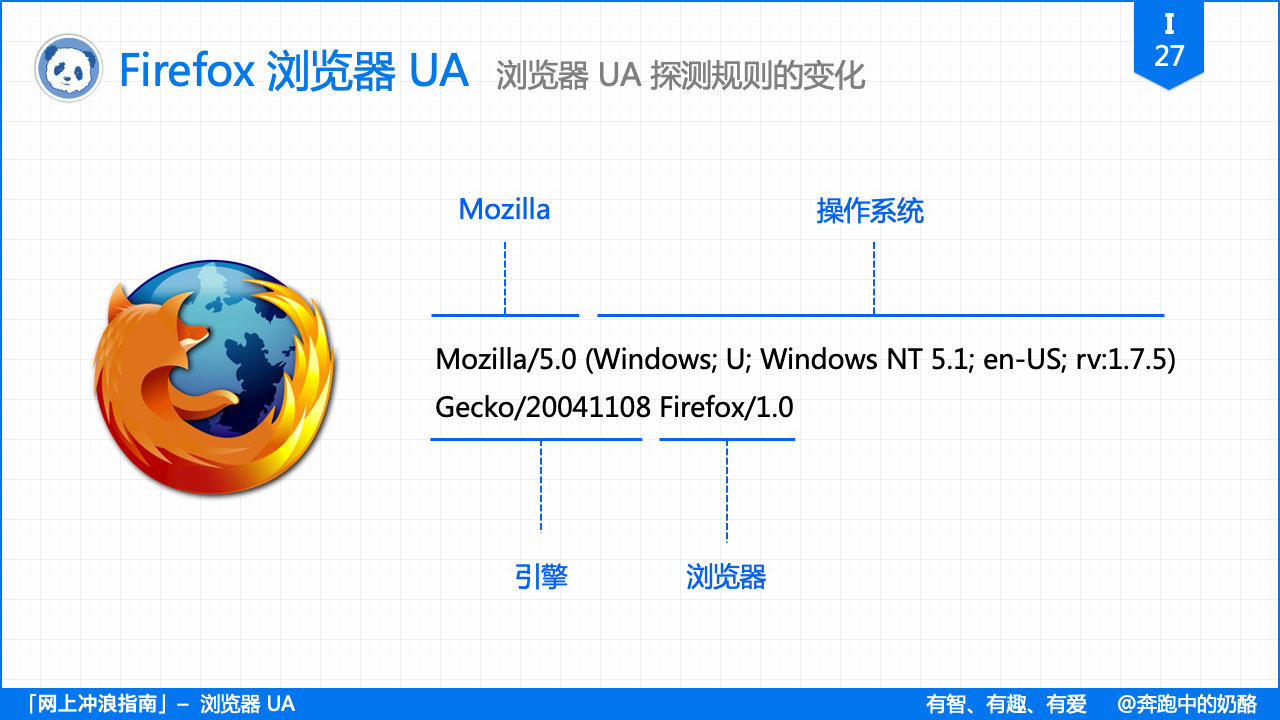 Firefox 浏览器 UA 浏览器 UA 探测规则的变化
I
27
Mozilla
操作系统
Mozilla/5.0 (Windows; U; Windows NT 5.1; en-US; rv:1.7.5)
Gecko/20041108 Firefox/1.0
引擎
浏览器
「网上冲浪指南」– 浏览器 UA
有智、有趣、有爱 @奔跑中的奶酪